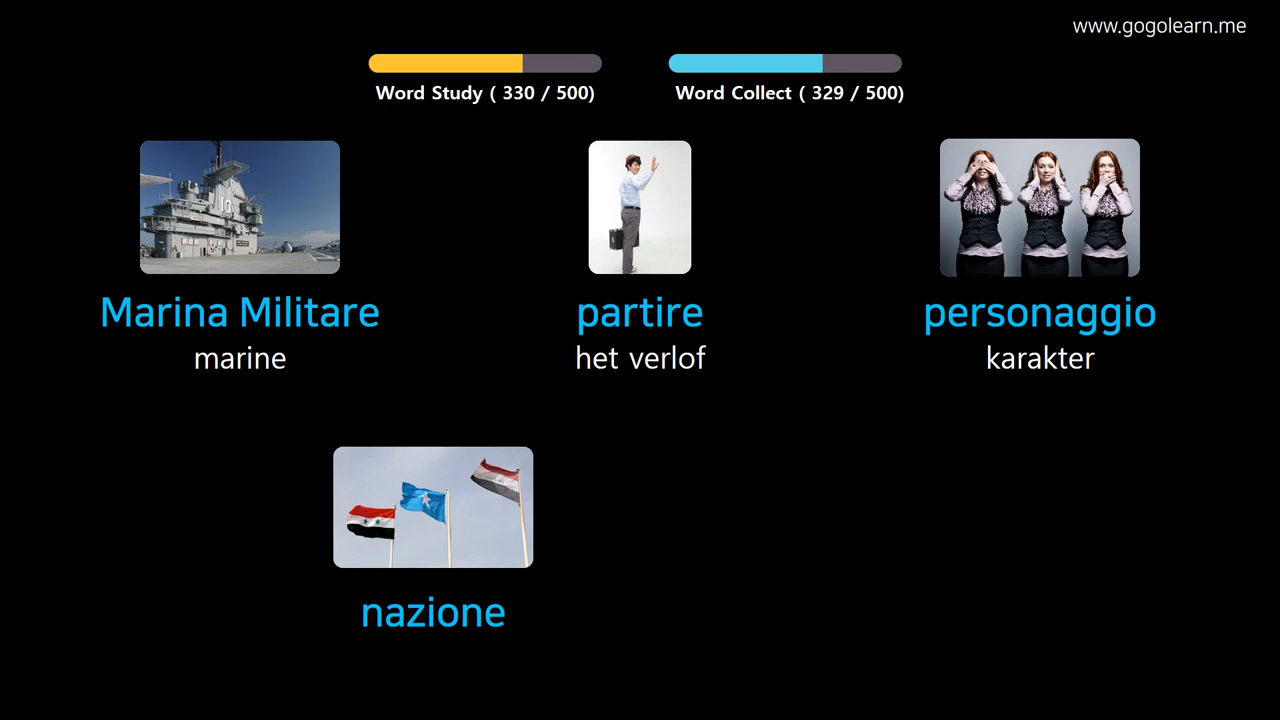 www.gogolearn.me
Word Study ( 330 / 500)
Word Collect ( 329 / 500)
Marina Militare
marine
partire
het verlof
personaggio
karakter
nazione